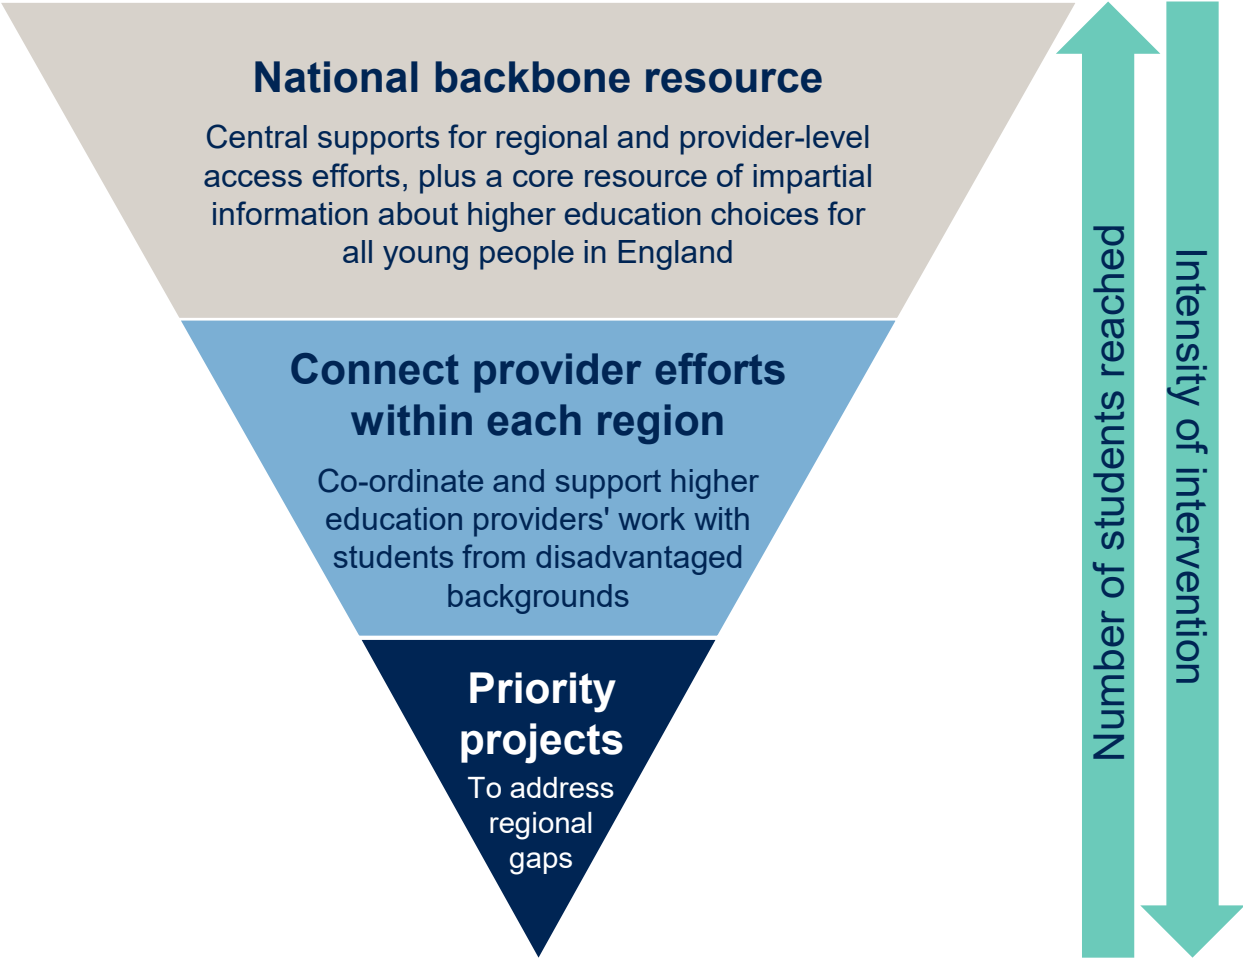 National backbone resource
Central supports for regional and provider-level
access efforts, plus a core resource of impartial
information about higher education choices for
all young people in England
Connect provider efforts
within each region
Co-ordinate and support higher
education providers' work with
students from disadvantaged
backgrounds
Priority
projects
To address
regional
gaps
Number of students reached
Intensity of intervention